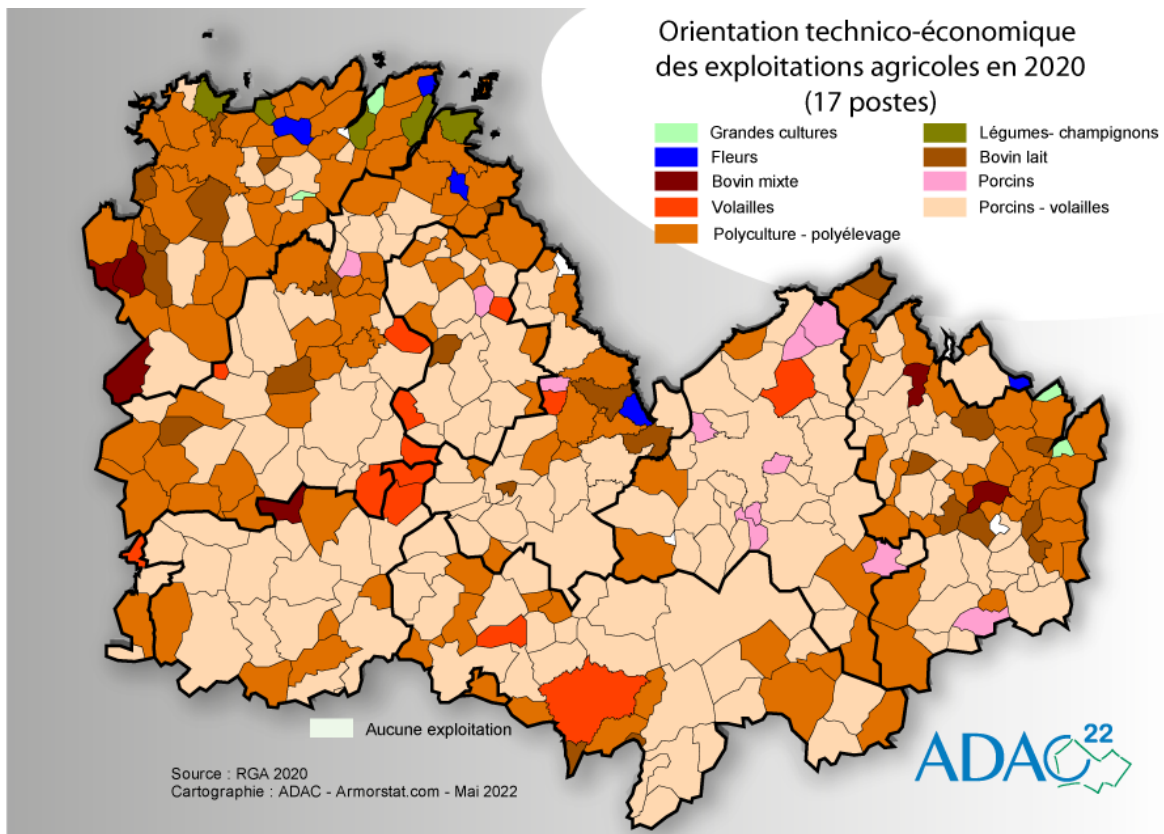 Orientation technico-économique
des exploitations agricoles en 2020
(17 postes)
Grandes cultures
Légumes- champignons
Fleurs
Bovin lait
Bovin mixte
Porcins
Volailles
Porcins - volailles
Polyculture - polyélevage
Aucune exploitation
Source : RGA 2020
Cartographie : ADAC - Armorstat.com - Mai 2022
ADAC 22